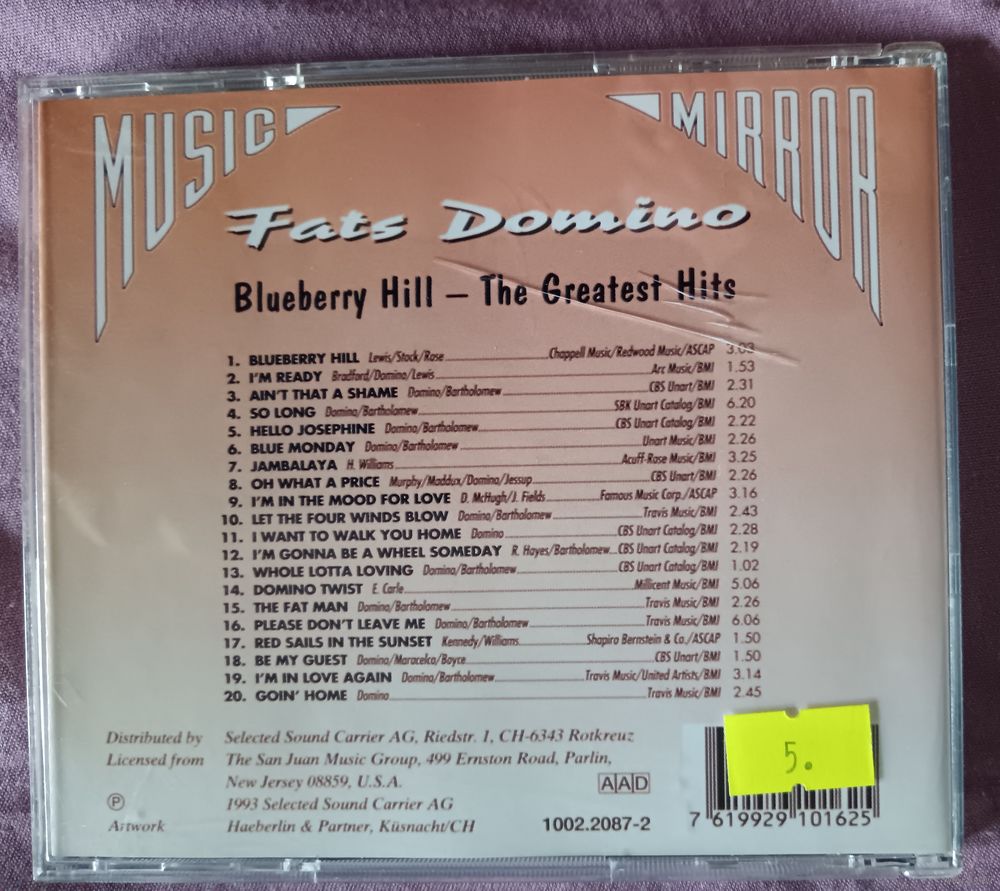 MUSIC MIRROR
Fats Domino
Blueberry Hill – The Greatest Hits
1. BLUEBERRY HILL Lewis/Stock/Rose Chappell Music/Redwood Music/ASCAP 3.03
2. I'M READY Bradford/Domino/Lewis Arc Music/BMI 1.53
3. AIN'T THAT A SHAME Domino/Bartholomew CBS Unart/BMI 2.31
4. SO LONG Domino/Bartholomew SBK Unart Catalog/BMI 6.20
5. HELLO JOSEPHINE Domino/Bartholomew CBS Unart Catalog/BMI 2.22
6. BLUE MONDAY Domino/Bartholomew Unart Music/BMI 2.26
7. JAMBALAYA H. Williams Acuff-Rose Music/BMI 3.25
8. OH WHAT A PRICE Murphy/Maddux/Domino/Jessup CBS Unart/BMI 2.26
9. I'M IN THE MOOD FOR LOVE D. McHugh/J. Fields Famous Music Corp./ASCAP 3.16
10. LET THE FOUR WINDS BLOW Domino/Bartholomew Travis Music/BMI 2.43
11. I WANT TO WALK YOU HOME Domino CBS Unart Catalog/BMI 2.28
12. I'M GONNA BE A WHEEL SOMEDAY R. Hayes/Bartholomew CBS Unart Catalog/BMI 2.19
13. WHOLE LOTTA LOVING Domino/Bartholomew CBS Unart Catalog/BMI 1.02
14. DOMINO TWIST E. Carle Millicent Music/BMI 5.06
15. THE FAT MAN Domino/Bartholomew Travis Music/BMI 2.26
16. PLEASE DON'T LEAVE ME Domino/Bartholomew Travis Music/BMI 6.06
17. RED SAILS IN THE SUNSET Kennedy/Williams Shapiro Bernstein & Co./ASCAP 1.50
18. BE MY GUEST Domino/Maracelca/Boyce CBS Unart/BMI 1.50
19. I'M IN LOVE AGAIN Domino/Bartholomew Travis Music/United Artists/BMI 3.14
20. GOIN' HOME Domino Travis Music/BMI 2.45
Distributed by Selected Sound Carrier AG, Riedstr. 1, CH-6343 Rotkreuz
Licensed from The San Juan Music Group, 499 Ernston Road, Parlin,
New Jersey 08859, U.S.A. AAD
℗ 1993 Selected Sound Carrier AG
Artwork Haeberlin & Partner, Küsnacht/CH 1002.2087-2
5.
7 619929 101625